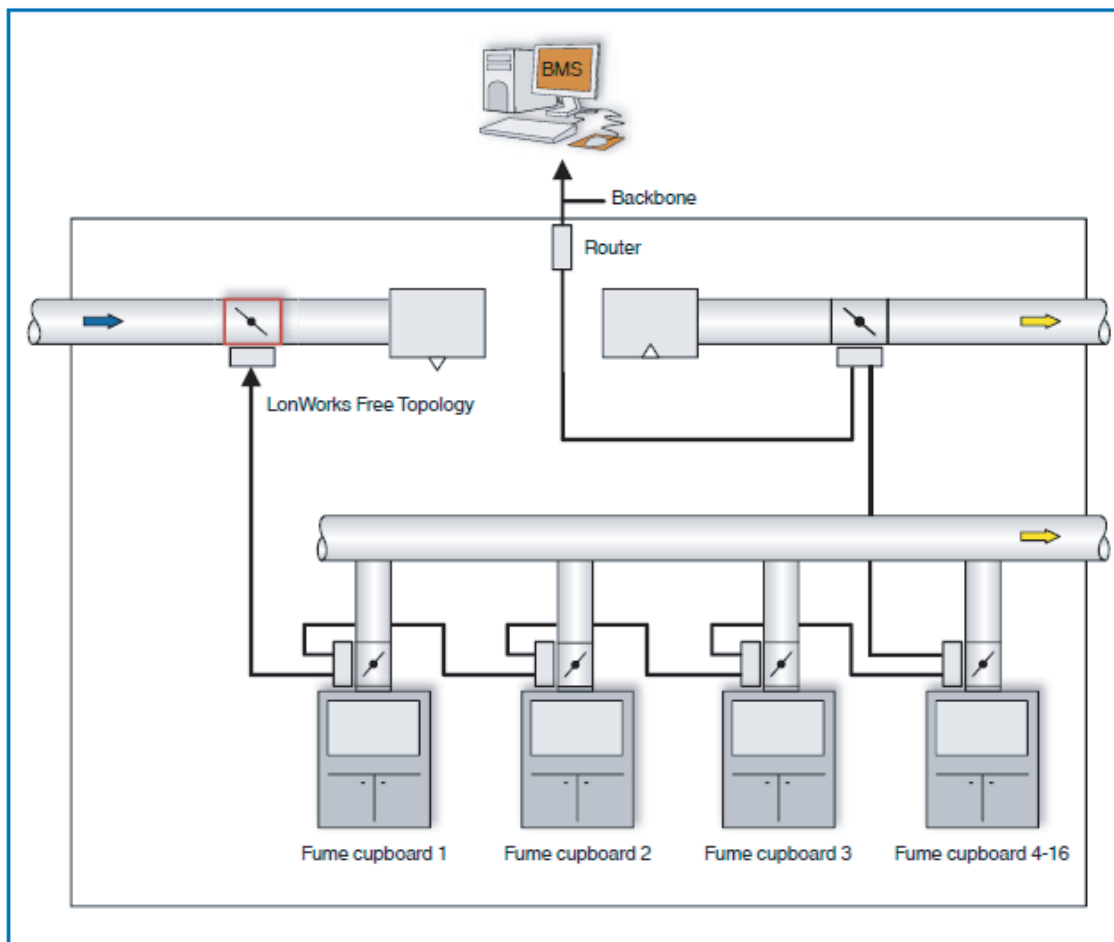 BMS
Backbone
Router
LonWorks Free Topology
Fume cupboard 1
Fume cupboard 2
Fume cupboard 3
Fume cupboard 4-16